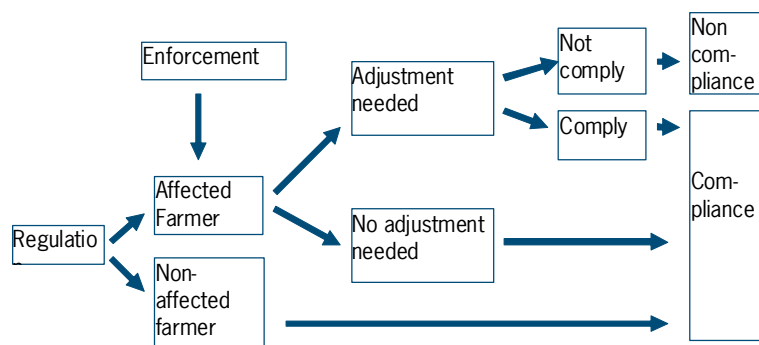 Enforcement
Adjustment
needed
Not
comply
Non
com-
pliance
Comply
Affected
Farmer
Com-
pliance
Regulatio
No adjustment
needed
Non-
affected
farmer